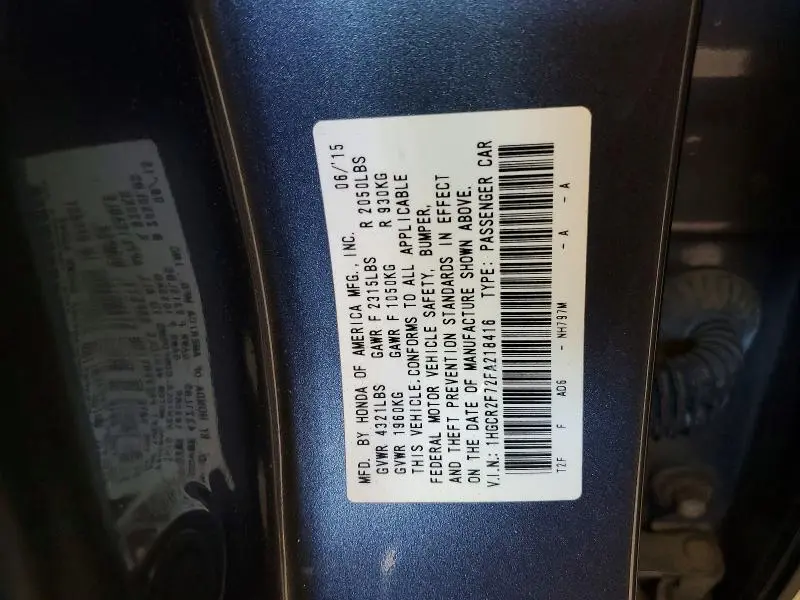 MFD. BY HONDA OF AMERICA MFG., INC. 06/'15
GVWR 4321LBS GAWR F 2315LBS R 2050LBS
GVWR 1960KG GAWR F 1050KG R 930KG
THIS VEHICLE CONFORMS TO ALL APPLICABLE
FEDERAL MOTOR VEHICLE SAFETY, BUMPER,
AND THEFT PREVENTION STANDARDS IN EFFECT
ON THE DATE OF MANUFACTURE SHOWN ABOVE.
V.I.N.: 1HGCR2F72FA218416 TYPE: PASSENGER CAR
T2F F AD6 - NH797M - A - A